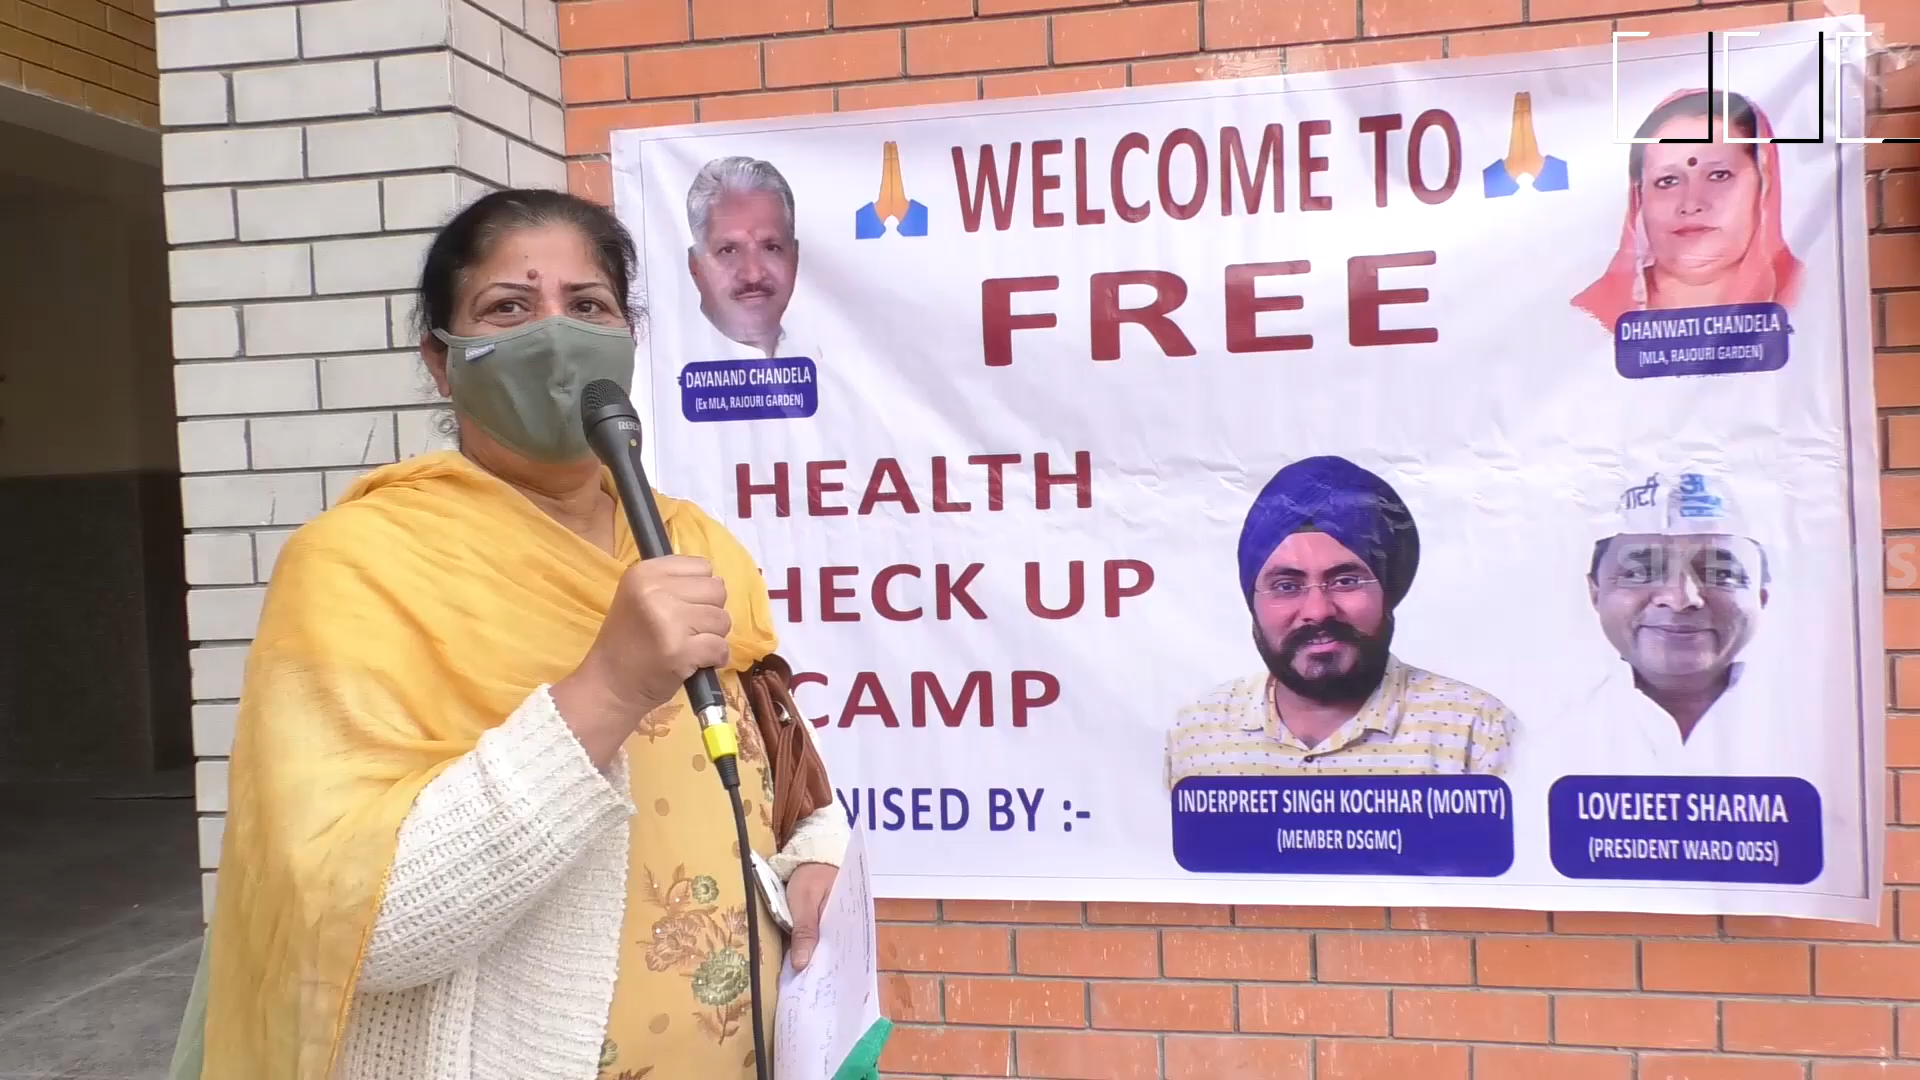 WELCOME TO
FREE
DAYANAND CHANDELA
(Ex MLA, RAJOURI GARDEN)
DHANWATI CHANDELA
(MLA, RAJOURI GARDEN)
HEALTH
HECK UP
CAMP
NISED BY :-
INDERPREET SINGH KOCHHAR (MONTY)
(MEMBER DSGMC)
LOVEJEET SHARMA
(PRESIDENT WARD 005S)
SIKH